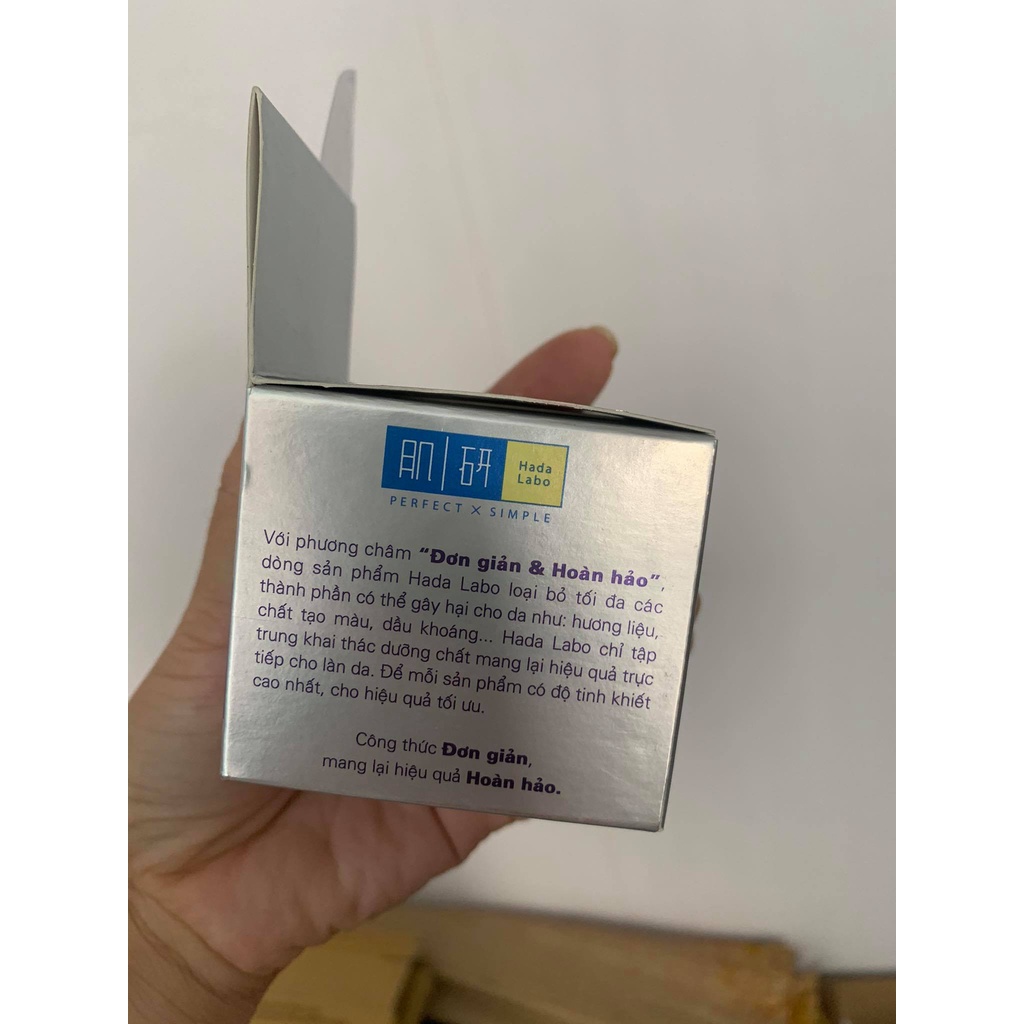 肌研
Hada
Labo
PERFECT X SIMPLE
Với phương châm "Đơn giản & Hoàn hảo",
dòng sản phẩm Hada Labo loại bỏ tối đa các
thành phần có thể gây hại cho da như: hương liệu,
chất tạo màu, dầu khoáng... Hada Labo chỉ tập
trung khai thác dưỡng chất mang lại hiệu quả trực
tiếp cho làn da. Để mỗi sản phẩm có độ tinh khiết
cao nhất, cho hiệu quả tối ưu.
Công thức Đơn giản,
mang lại hiệu quả Hoàn hảo.